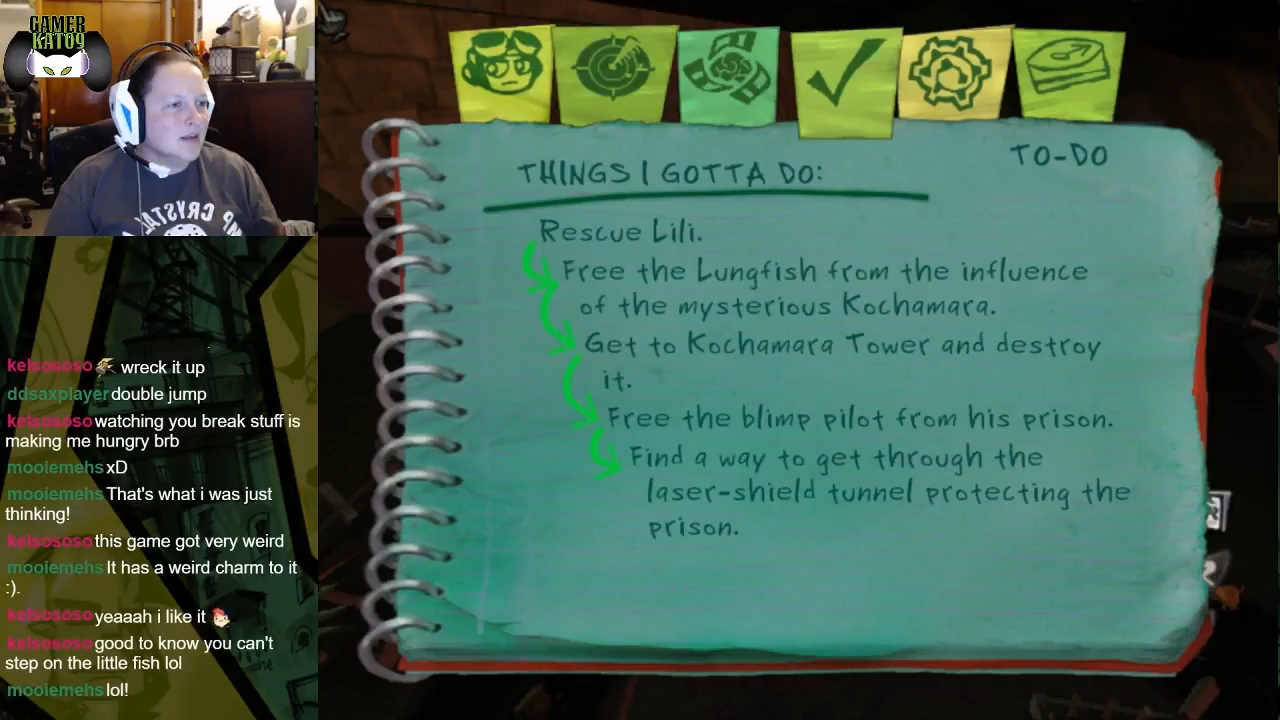 GAMER
KAT09
MP CRYSTA
kelsososo wreck it up
ddsaxplayer double jump
kelsososo watching you break stuff is
making me hungry brb
mooiemehs xD
mooiemehs That's what i was just
thinking!
kelsososo this game got very weird
mooiemehs It has a weird charm to it
:).
kelsososo yeaaah i like it
kelsososo good to know you can't
step on the little fish lol
mooiemehs lol!
TO-DO
THINGS I GOTTA DO:
Rescue Lili.
Free the Lungfish from the influence
of the mysterious Kochamara.
Get to Kochamara Tower and destroy
it.
Free the blimp pilot from his prison.
Find a way to get through the
laser-shield tunnel protecting the
prison.